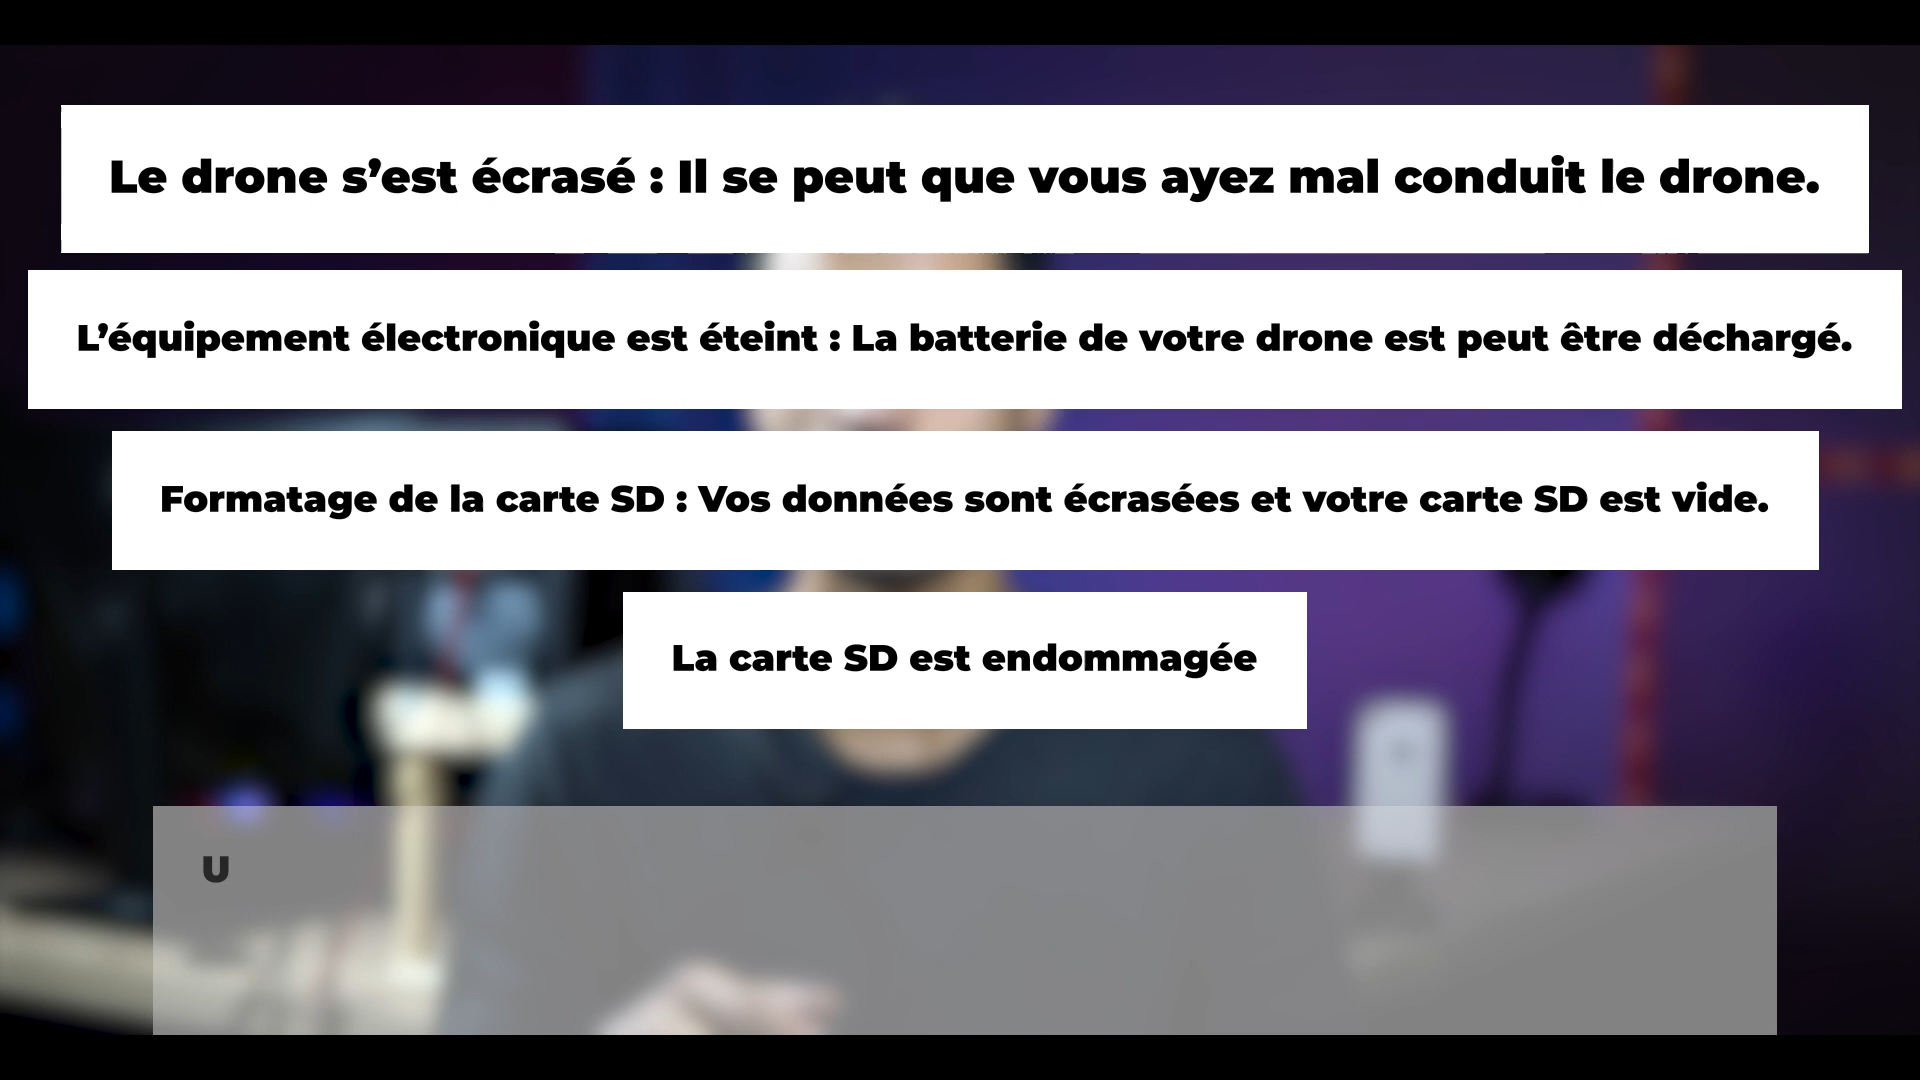 Le drone s’est écrasé : Il se peut que vous ayez mal conduit le drone.
L’équipement électronique est éteint : La batterie de votre drone est peut être déchargé.
Formatage de la carte SD : Vos données sont écrasées et votre carte SD est vide.
La carte SD est endommagée
U